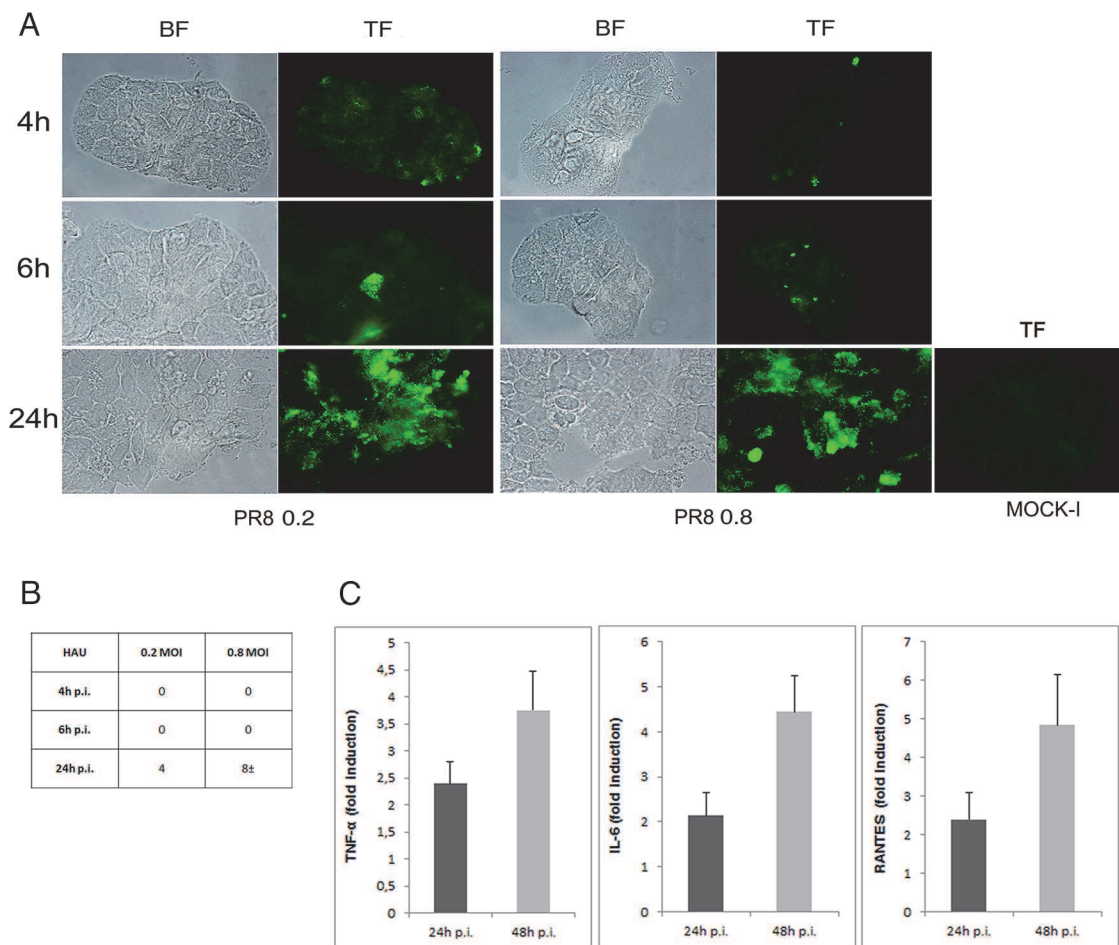 A
BF TF BF TF
4h
6h
TF
24h
PR8 0.2 PR8 0.8 MOCK-I
B
HAU 0.2 MOI 0.8 MOI
4h p.i. 0 0
6h p.i. 0 0
24h p.i. 4 8±
C
TNF-α (fold induction)
5
4,5
4
3,5
3
2,5
2
1,5
1
0,5
0
24h p.i. 48h p.i.
IL-6 (fold induction)
6
5
4
3
2
1
0
24h p.i. 48h p.i.
RANTES (fold induction)
7
6
5
4
3
2
1
0
24h p.i. 48h p.i.